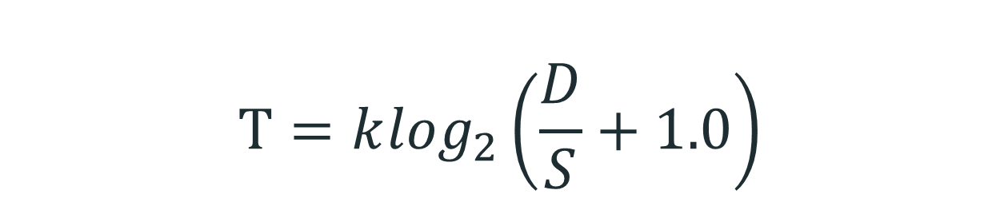 T = klog₂ (D/S + 1.0)